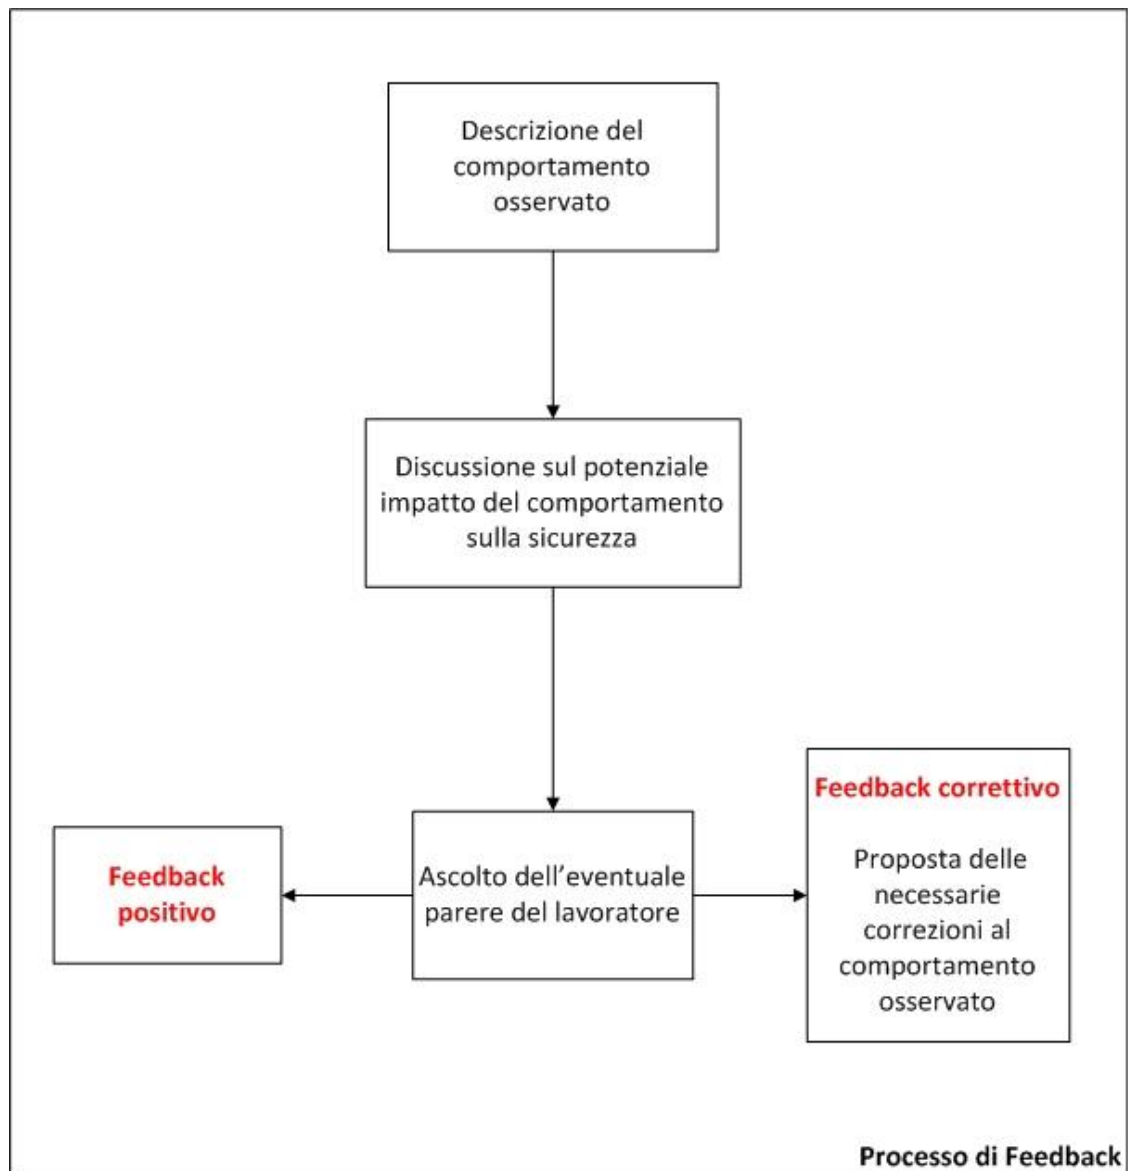 Descrizione del
comportamento
osservato
Discussione sul potenziale
impatto del comportamento
sulla sicurezza
Feedback
positivo
Ascolto dell’eventuale
parere del lavoratore
Feedback correttivo
Proposta delle
necessarie
correzioni al
comportamento
osservato
Processo di Feedback